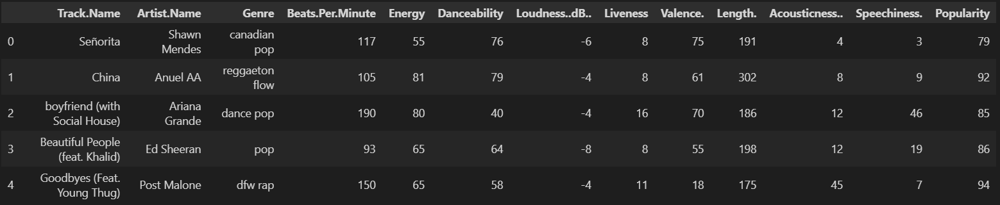 Track.Name Artist.Name Genre Beats.Per.Minute Energy Danceability Loudness..dB.. Liveness Valence. Length. Acousticness.. Speechiness. Popularity
0 Señorita Shawn Mendes canadian pop 117 55 76 -6 8 75 191 4 3 79
1 China Anuel AA reggaeton flow 105 81 79 -4 8 61 302 8 9 92
2 boyfriend (with Social House) Ariana Grande dance pop 190 80 40 -4 16 70 186 12 46 85
3 Beautiful People (feat. Khalid) Ed Sheeran pop 93 65 64 -8 8 55 198 12 19 86
4 Goodbyes (Feat. Young Thug) Post Malone dfw rap 150 65 58 -4 11 18 175 45 7 94